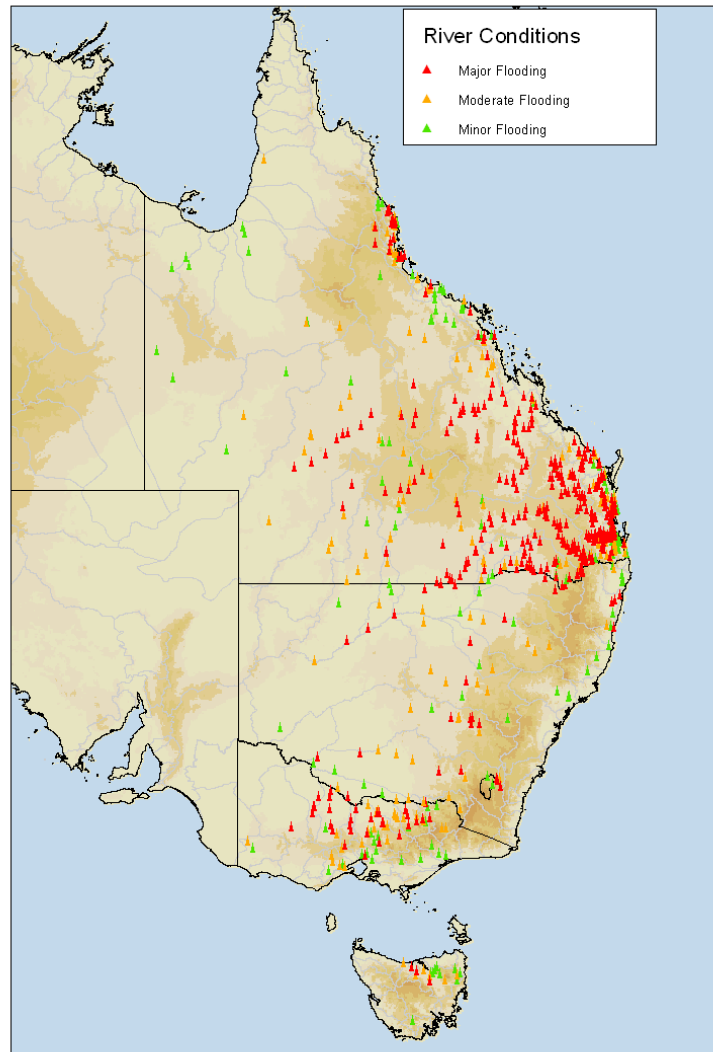 River Conditions
Major Flooding
Moderate Flooding
Minor Flooding